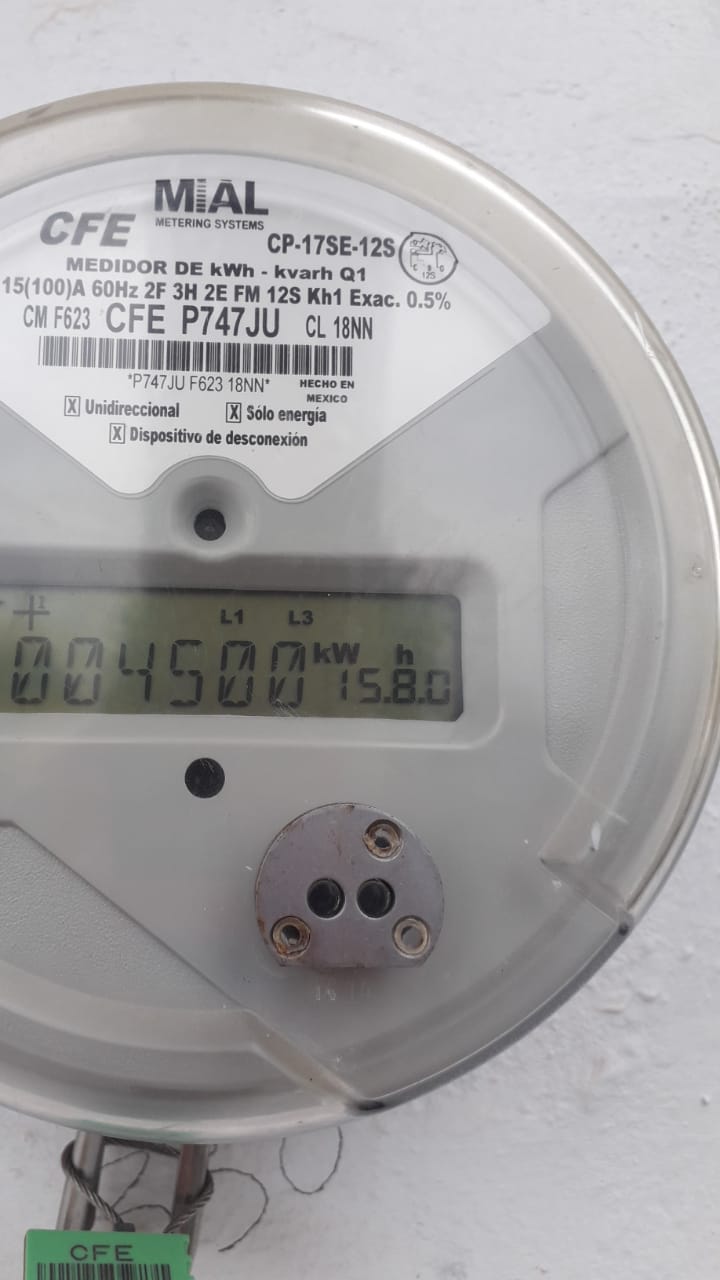 MIAL
METERING SYSTEMS
CFE
CP-17SE-12S
C B C
12S
MEDIDOR DE kWh - kvarh Q1
15(100)A 60Hz 2F 3H 2E FM 12S Kh1 Exac. 0.5%
CM F623 CFE P747JU CL 18NN
*P747JU F623 18NN*
HECHO EN
MEXICO
X Unidireccional X Sólo energía
X Dispositivo de desconexión
L1 L3
004500 kW h 15.8.0
CFE